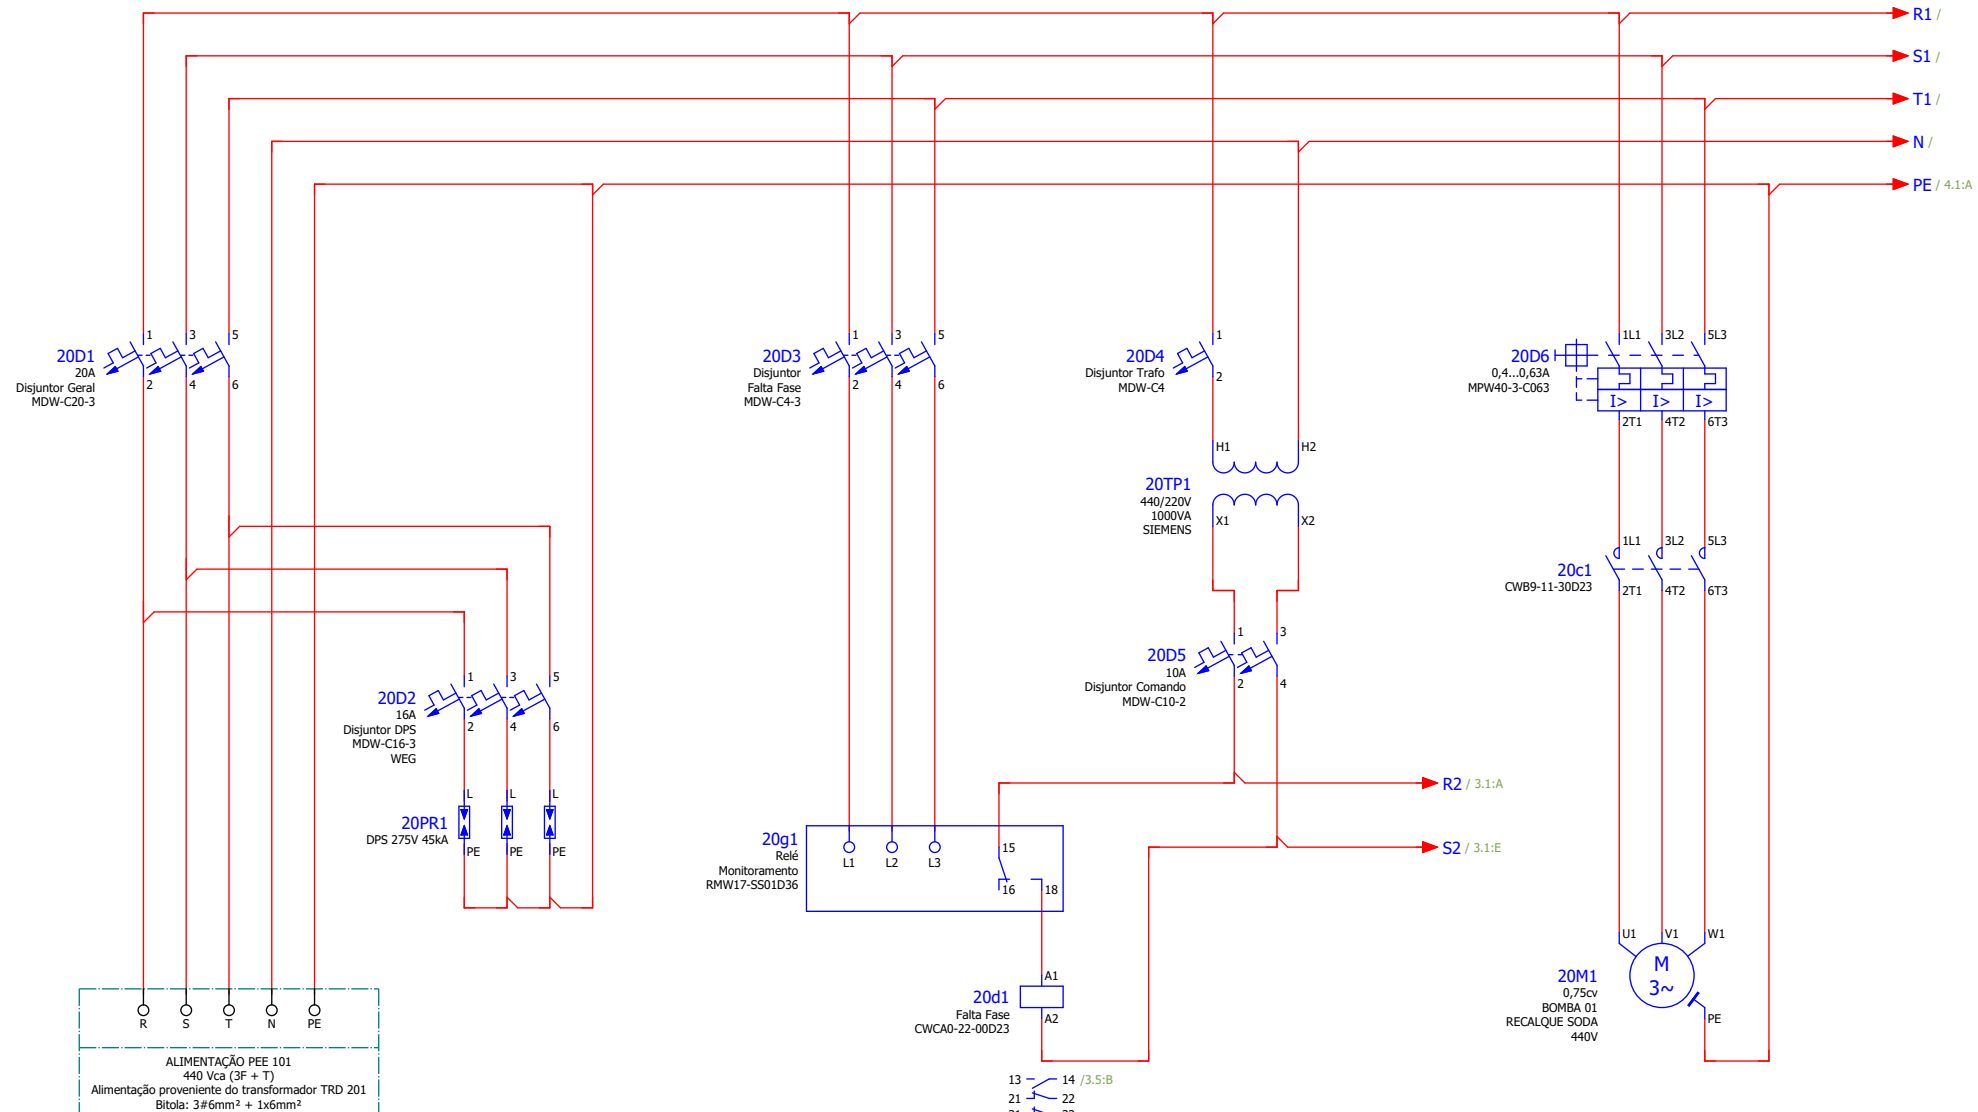 R1 /
S1 /
T1 /
N /
PE / 4.1:A
20D1
20A
Disjuntor Geral
MDW-C20-3
1
3
5
2
4
6
20D3
Disjuntor
Falta Fase
MDW-C4-3
1
3
5
2
4
6
20D4
Disjuntor Trafo
MDW-C4
1
2
20D6
0,4...0,63A
MPW40-3-C063
1L1
3L2
5L3
I>
I>
I>
2T1
4T2
6T3
H1
H2
20TP1
440/220V
1000VA
SIEMENS
X1
X2
20c1
CWB9-11-30D23
1L1
3L2
5L3
2T1
4T2
6T3
20D5
10A
Disjuntor Comando
MDW-C10-2
1
3
2
4
20D2
16A
Disjuntor DPS
MDW-C16-3
WEG
1
3
5
2
4
6
R2 / 3.1:A
20PR1
DPS 275V 45kA
L
L
L
PE
PE
PE
20g1
Relé
Monitoramento
RMW17-SS01D36
L1
L2
L3
15
16
18
S2 / 3.1:E
20d1
Falta Fase
CWCA0-22-00D23
A1
A2
20M1
0,75cv
BOMBA 01
RECALQUE SODA
440V
U1
V1
W1
M
3~
PE
R
S
T
N
PE
ALIMENTAÇÃO PEE 101
440 Vca (3F + T)
Alimentação proveniente do transformador TRD 201
Bitola: 3#6mm² + 1x6mm²
13
14 /3.5:B
21
22